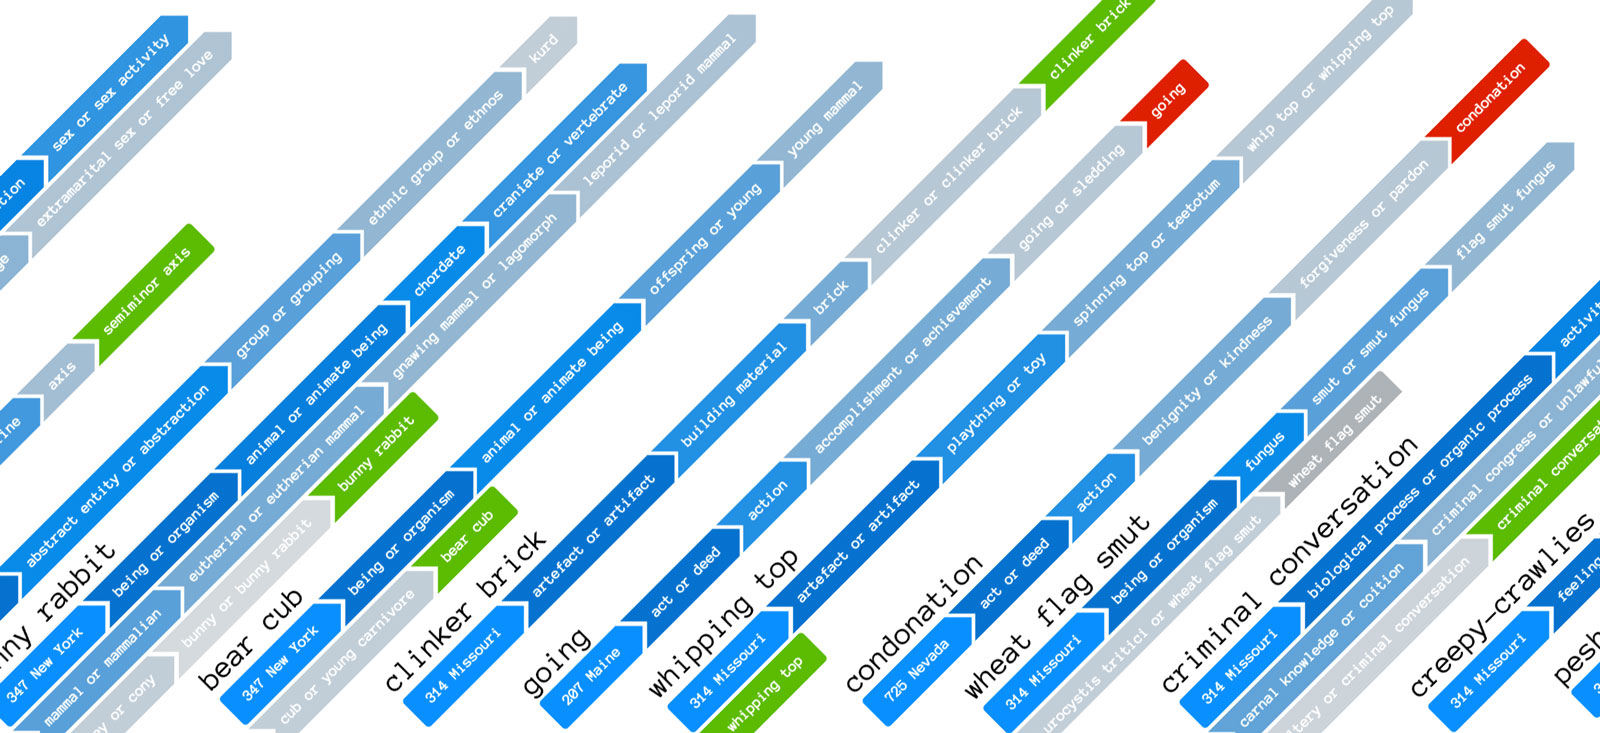 sex or sex activity
extramarital sex or free love
semiminor axis
axis
abstract entity or abstraction
group or grouping
ethnic group or ethnos
kurd
347 New York
being or organism
animal or animate being
chordate
craniate or vertebrate
mammal or mammalian
eutherian or eutherian mammal
gnawing mammal or lagomorph
leporid or leporid mammal
bunny or bunny rabbit
bunny rabbit
bear cub
347 New York
being or organism
animal or animate being
offspring or young
young mammal
cub or young carnivore
bear cub
clinker brick
314 Missouri
artefact or artifact
building material
brick
clinker or clinker brick
clinker brick
going
207 Maine
act or deed
action
accomplishment or achievement
going or sledding
going
whipping top
314 Missouri
artefact or artifact
plaything or toy
spinning top or teetotum
whip top or whipping top
whipping top
condonation
725 Nevada
act or deed
action
benignity or kindness
forgiveness or pardon
condonation
wheat flag smut
314 Missouri
being or organism
fungus
smut or smut fungus
flag smut fungus
urocystis tritici or wheat flag smut
wheat flag smut
criminal conversation
314 Missouri
biological process or organic process
carnal knowledge or coition
criminal congress or
criminal conversation
creepy-crawlies
314 Missouri
feeling